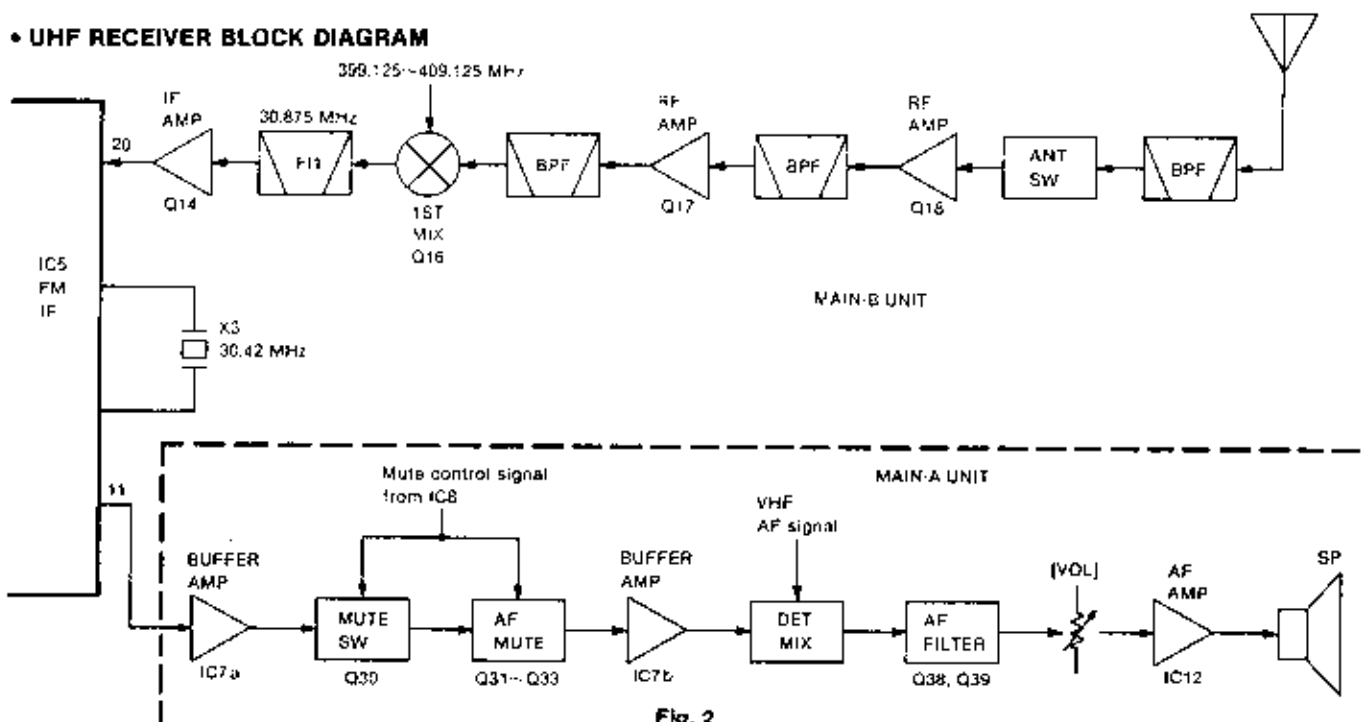 • UHF RECEIVER BLOCK DIAGRAM
399.125~409.125 MHz
IF
AMP
30.875 MHz
RF
AMP
RF
AMP
20
FI1
BPF
BPF
ANT
SW
BPF
Q14
1ST
MIX
Q16
Q17
Q18
IC5
FM
IF
MAIN-B UNIT
X3
30.42 MHz
11
Mute control signal
from IC8
MAIN-A UNIT
VHF
AF signal
BUFFER
AMP
BUFFER
AMP
[VOL]
AF
AMP
SP
MUTE
SW
AF
MUTE
DET
MIX
AF
FILTER
IC7a
Q30
Q31~Q33
IC7b
Q38, Q39
IC12
Fig. 2